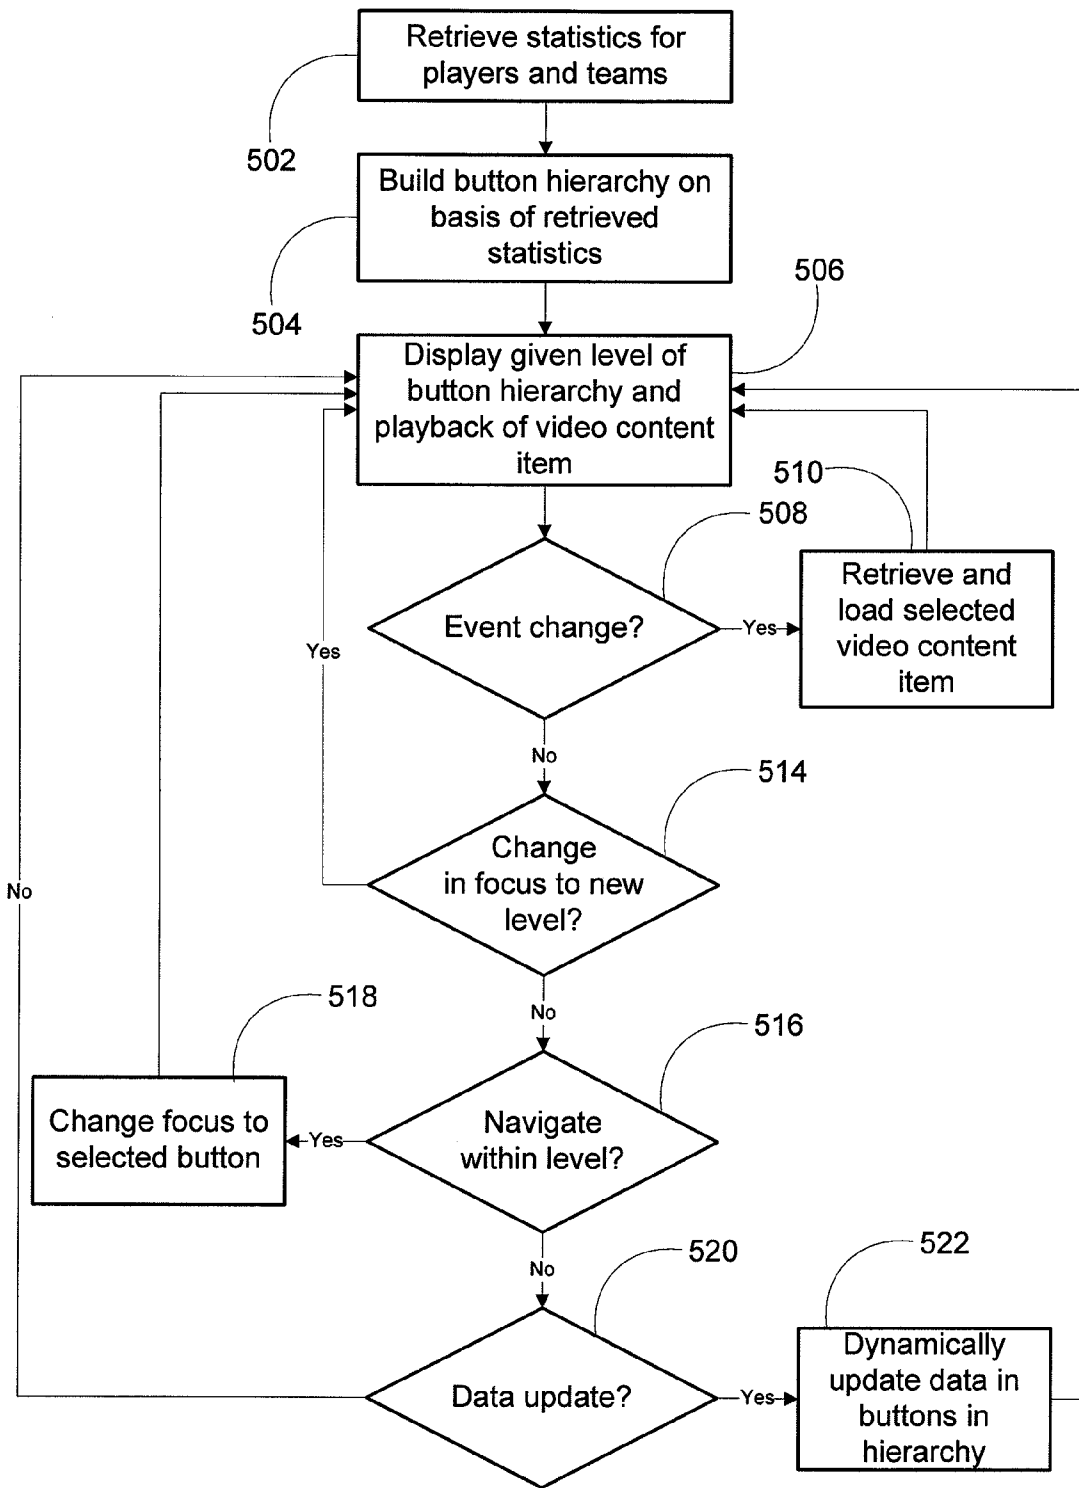 Retrieve statistics for
players and teams
502
Build button hierarchy on
basis of retrieved
statistics
504
506
Display given level of
button hierarchy and
playback of video content
item
510
508
Event change?
Yes
Retrieve and
load selected
video content
item
Yes
No
514
Change
in focus to new
level?
No
No
518
516
Change focus to
selected button
Yes
Navigate
within level?
No
520
522
Data update?
Yes
Dynamically
update data in
buttons in
hierarchy